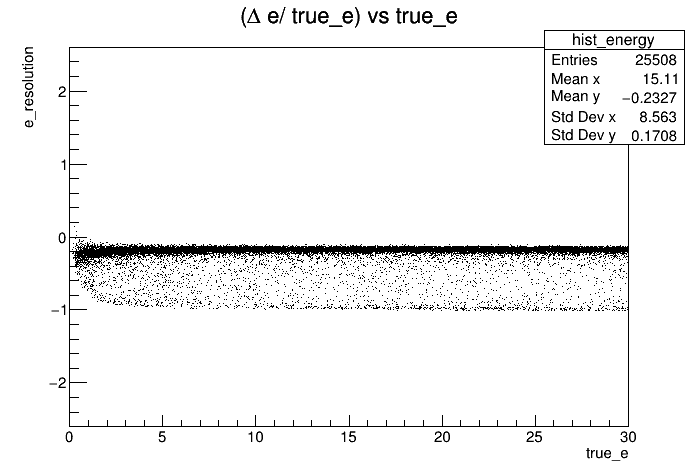 (Δ e/ true_e) vs true_e
hist_energy
Entries 25508
Mean x 15.11
Mean y −0.2327
Std Dev x 8.563
Std Dev y 0.1708
e_resolution
2
1
0
−1
−2
0 5 10 15 20 25 30
true_e